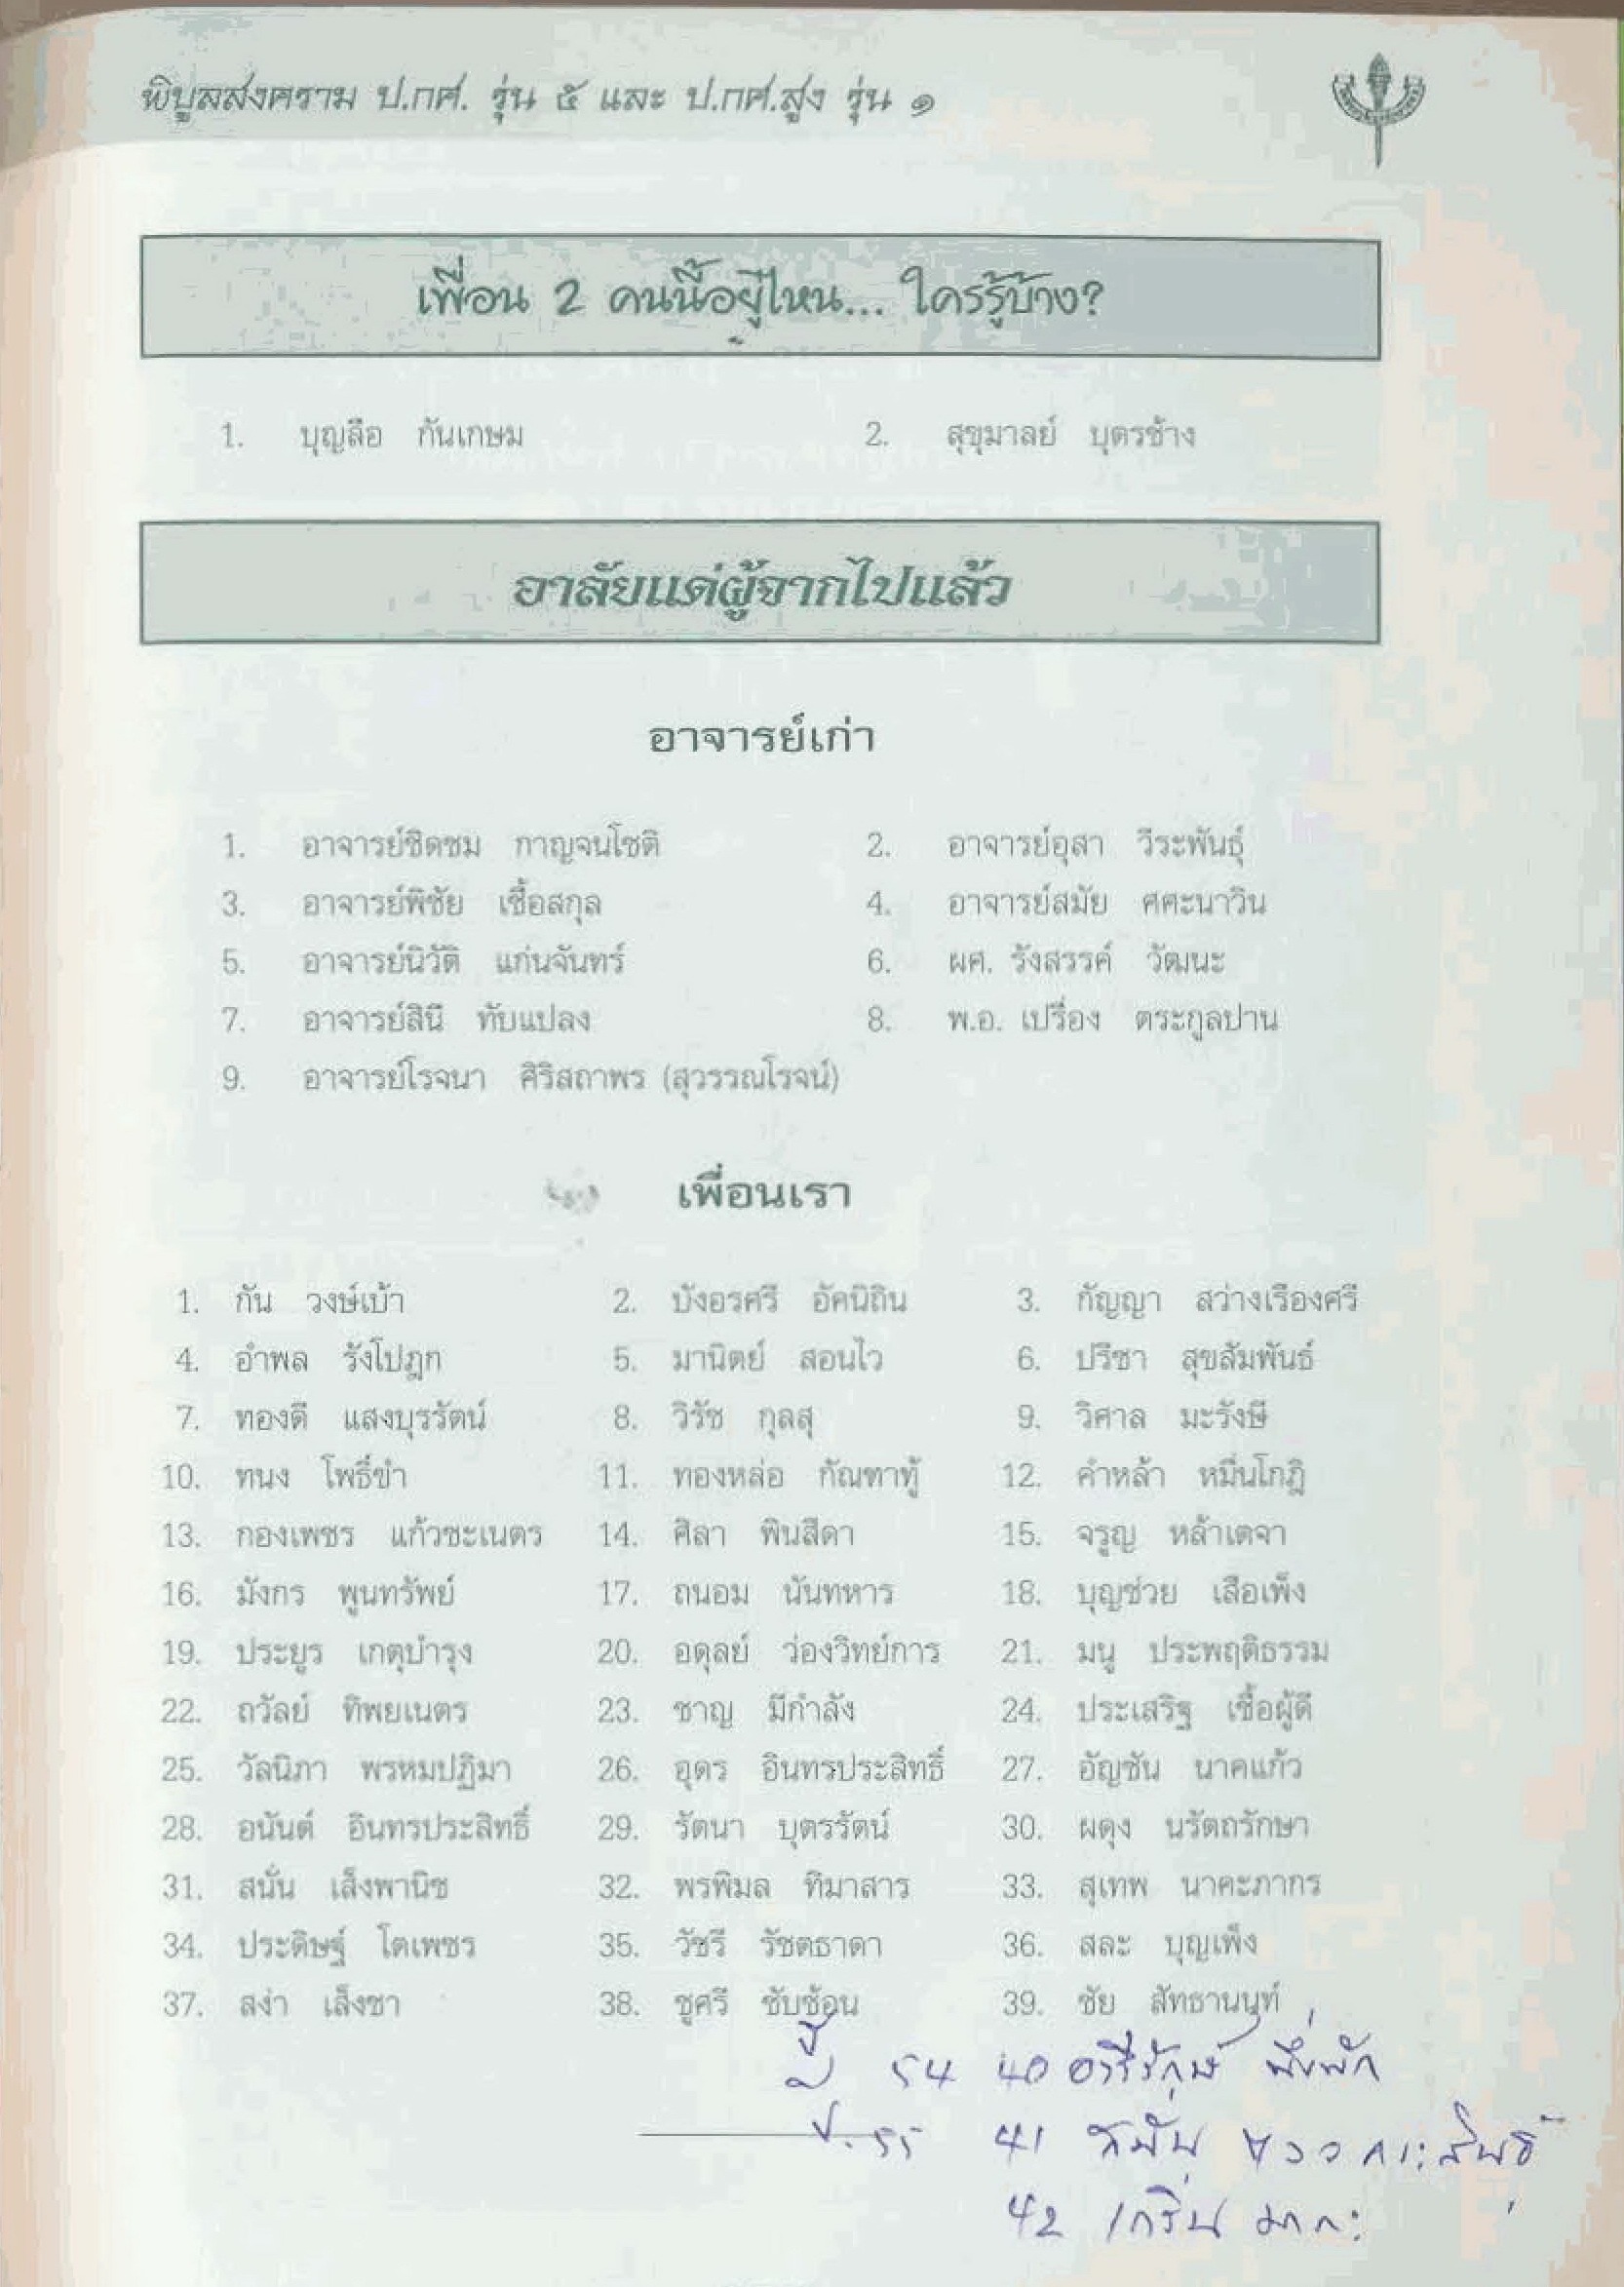 พิบูลสงคราม ป.กศ. รุ่น ๕ และ ป.กศ.สูง รุ่น ๑
เพื่อน 2 คนนี้อยู่ไหน... ใครรู้บ้าง?
1. บุญลือ กันเกษม 2. สุขุมาลย์ บุตรช้าง
อาลัยแด่ผู้จากไปแล้ว
อาจารย์เก่า
1. อาจารย์ชิดชม กาญจนโชติ 2. อาจารย์อุสา วีระพันธุ์
3. อาจารย์พิชัย เชื้อสกุล 4. อาจารย์สมัย ศศะนาวิน
5. อาจารย์นิวัติ แก่นจันทร์ 6. ผศ. รังสรรค์ วัฒนะ
7. อาจารย์สินี ทับแปลง 8. พ.อ. เปรื่อง ตระกูลปาน
9. อาจารย์โรจนา ศิริสถาพร (สุวรรณโรจน์)
เพื่อนเรา
1. กัน วงษ์เบ้า 2. บังอรศรี อัคนิถิน 3. กัญญา สว่างเรืองศรี
4. อำพล รังโปฎก 5. มานิตย์ สอนไว 6. ปรีชา สุขสัมพันธ์
7. ทองดี แสงบุรรัตน์ 8. วิรัช กุลสุ 9. วิศาล มะรังษี
10. ทนง โพธิ์ขำ 11. ทองหล่อ กัณฑาทู้ 12. คำหล้า หมื่นโกฎิ
13. กองเพชร แก้วชะเนตร 14. ศิลา พินสีดา 15. จรูญ หล้าเตจา
16. มังกร พูนทรัพย์ 17. ถนอม นันทหาร 18. บุญช่วย เสือเพ็ง
19. ประยูร เกตุบำรุง 20. อดุลย์ ว่องวิทย์การ 21. มนู ประพฤติธรรม
22. ถวัลย์ ทิพยเนตร 23. ชาญ มีกำลัง 24. ประเสริฐ เชื้อผู้ดี
25. วัลนิภา พรหมปฏิมา 26. อุดร อินทรประสิทธิ์ 27. อัญชัน นาคแก้ว
28. อนันต์ อินทรประสิทธิ์ 29. รัตนา บุตรรัตน์ 30. ผดุง นรัตถรักษา
31. สนั่น เส็งพานิช 32. พรพิมล ทิมาสาร 33. สุเทพ นาคะภากร
34. ประดิษฐ์ โตเพชร 35. วัชรี รัชตธาดา 36. สละ บุญเพ็ง
37. สง่า เส็งชา 38. ชูศรี ซับซ้อน 39. ชัย สัทธานนท์
ปี 54 40 อารีรักษ์ พึ่งพัก
ป. 55 41
42